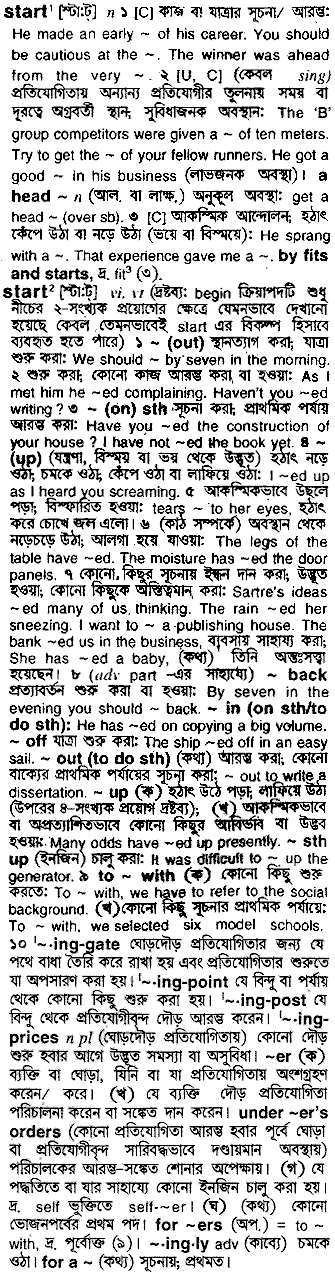 start¹ [স্টা:ট্] n ১ [C] কাজ বা যাত্রার সূচনা/ আরম্ভ:
He made an early ~ of his career. You should
be cautious at the ~. The winner was ahead
from the very ~. ২ [U, C] (কেবল sing)
প্রতিযোগিতায় অন্যান্য প্রতিযোগীর তুলনায় সময় বা
দূরত্বে অগ্রবর্তী স্থান; সুবিধাজনক অবস্থান: The 'B'
group competitors were given a ~ of ten meters.
Try to get the ~ of your fellow runners. He got a
good ~ in his business (লাভজনক অবস্থা)। a
head ~ n (আল. বা লাক্ষ.) অনুকূল অবস্থা: get a
head ~ (over sb). ৩ [C] আকস্মিক আন্দোলন; হঠাৎ
কেঁপে উঠা বা নড়ে উঠা (ভয়ে বা বিস্ময়ে): He sprang
with a ~. That experience gave me a ~. by fits
and starts, দ্র. fit³ (৩).
start² [স্টা:ট্] vi, vt (দ্রষ্টব্য: begin ক্রিয়াপদটি শুধু
নীচের ২-সংখ্যক প্রয়োগের ক্ষেত্রে যেমনভাবে দেখানো
হয়েছে কেবল তেমনভাবেই start এর বিকল্প হিসাবে
ব্যবহৃত হতে পারে) ১ ~ (out) স্থানত্যাগ করা; যাত্রা
শুরু করা: We should ~ by seven in the morning.
২ শুরু করা; কোনো কাজ আরম্ভ করা বা হওয়া: As I
met him he ~ed complaining. Haven't you ~ed
writing? ৩ ~ (on) sth সূচনা করা; প্রাথমিক পর্যায়
আরম্ভ করা: Have you ~ed the construction of
your house? I have not ~ed the book yet. ৪ ~
(up) (যন্ত্রণা, বিস্ময় বা ভয় থেকে উদ্ভূত) হঠাৎ নড়ে
ওঠা; চমকে ওঠা; কেঁপে ওঠা বা লাফিয়ে ওঠা: I ~ed up
as I heard you screaming. ৫ আকস্মিকভাবে উছলে
পড়া; বিস্ফারিত হওয়া: tears ~ to her eyes, হঠাৎ
করে চোখে জল এলো। ৬ (কাঠ সম্পর্কে) অবস্থান থেকে
নড়েচড়ে উঠা; আলগা হয়ে যাওয়া: The legs of the
table have ~ed. The moisture has ~ed the door
panels. ৭ কোনো কিছুর সূচনায় ইন্ধন দান করা; উদ্ভূত
হওয়া; কোনো কিছুকে অস্তিত্বমান করা: Sartre's ideas
~ed many of us thinking. The rain ~ed her
sneezing. I want to ~ a publishing house. The
bank ~ed us in the business, ব্যবসায় সাহায্য করা;
She has ~ed a baby, (কথ্য) তিনি অন্তঃসত্ত্বা
হয়েছেন। ৮ (adv part -এর সাহায্যে) ~ back
প্রত্যাবর্তন শুরু করা বা হওয়া: By seven in the
evening you should ~ back. ~ in (on sth/to
do sth): He has ~ed on copying a big volume.
~ off যাত্রা শুরু করা: The ship ~ed off in an easy
sail. ~ out (to do sth) (কথ্য) আরম্ভ করা; কোনো
বাক্যের প্রাথমিক পর্যায়ের সূচনা করা; ~ out to write a
dissertation. ~ up (ক) হঠাৎ উঠে পড়া; লাফিয়ে উঠা
(উপরের ৪-সংখ্যক প্রয়োগ দ্রষ্টব্য); (খ) আকস্মিকভাবে
বা অপ্রত্যাশিতভাবে কোনো কিছুর আবির্ভাব বা উদ্ভব
হওয়া: Many odds have ~ed up presently. ~ sth
up (ইনজিন) চালু করা: It was difficult to ~ up the
generator. ৯ to ~ with (ক) কোনো কিছু শুরু
করতে: To ~ with, we have to refer to the social
background. (খ) কোনো কিছু সূচনার প্রাথমিক পর্যায়ে:
To ~ with, we selected six model schools.
১০ ˈ~·ing-gate ঘোড়দৌড় প্রতিযোগিতার জন্য যে
পথে বাধা তৈরি করে রাখা হয় এবং প্রতিযোগিতার শুরুতে
যা অপসারণ করা হয়। ˈ~·ing-point যে বিন্দু বা পর্যায়
থেকে কোনো কিছু শুরু করা হয়। ˈ~·ing-post যে
বিন্দু থেকে প্রতিযোগীবৃন্দ দৌড় আরম্ভ করেন। ˈ~·ing-
prices n pl (ঘোড়দৌড় প্রতিযোগিতায়) কোনো দৌড়
শুরু হবার আগে উদ্ভূত সমস্যা বা অসুবিধা। ~er (ক)
ব্যক্তি বা ঘোড়া, যিনি বা যা প্রতিযোগিতায় অংশগ্রহণ
করেন/ করে। (খ) যে ব্যক্তি দৌড় প্রতিযোগিতা
পরিচালনা করেন বা সঙ্কেত দান করেন। under ~er's
orders (কোনো প্রতিযোগিতা আরম্ভ হবার পূর্বে ঘোড়া
বা প্রতিযোগীবৃন্দ সারিবদ্ধভাবে দণ্ডায়মান অবস্থায়)
পরিচালকের আরম্ভ-সঙ্কেত শোনার অপেক্ষায়। (গ) যে
পদ্ধতিতে বা যার সাহায্যে কোনো ইনজিন চালু করা হয়।
দ্র. self ভুক্তিতে self-~er। (ঘ) (কথ্য) কোনো
ভোজনপর্বের প্রথম পদ। for ~ers (অপ.) = to ~
with, দ্র. পূর্বোক্ত (৯)। ~·ing·ly adv (কাব্যে) চমকে
ওঠা। for a ~ (কথ্য) সূচনায়; প্রথমত।